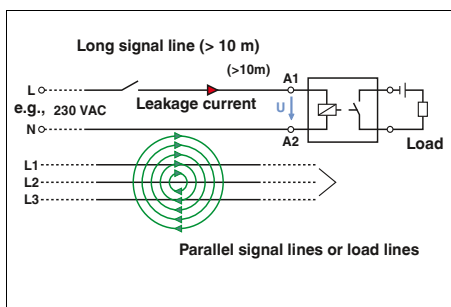 Long signal line (> 10 m)
(>10m)
A1
L
Leakage current
e.g., 230 VAC
U
N
A2
Load
L1
L2
L3
Parallel signal lines or load lines